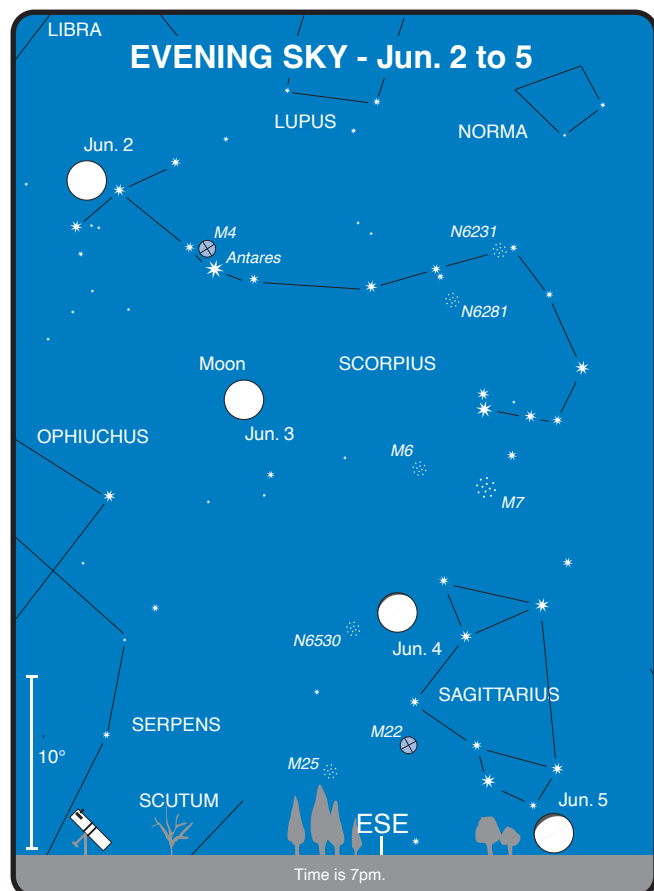 LIBRA
EVENING SKY - Jun. 2 to 5
LUPUS
NORMA
Jun. 2
M4
N6231
Antares
N6281
Moon
SCORPIUS
Jun. 3
OPHIUCHUS
M6
M7
N6530
Jun. 4
SAGITTARIUS
SERPENS
M22
10°
M25
SCUTUM
Jun. 5
ESE
Time is 7pm.